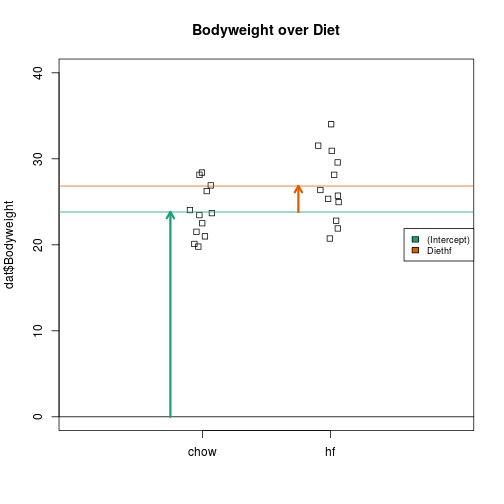 Bodyweight over Diet
dat$Bodyweight
40
30
20
10
0
(Intercept)
Diethf
chow
hf